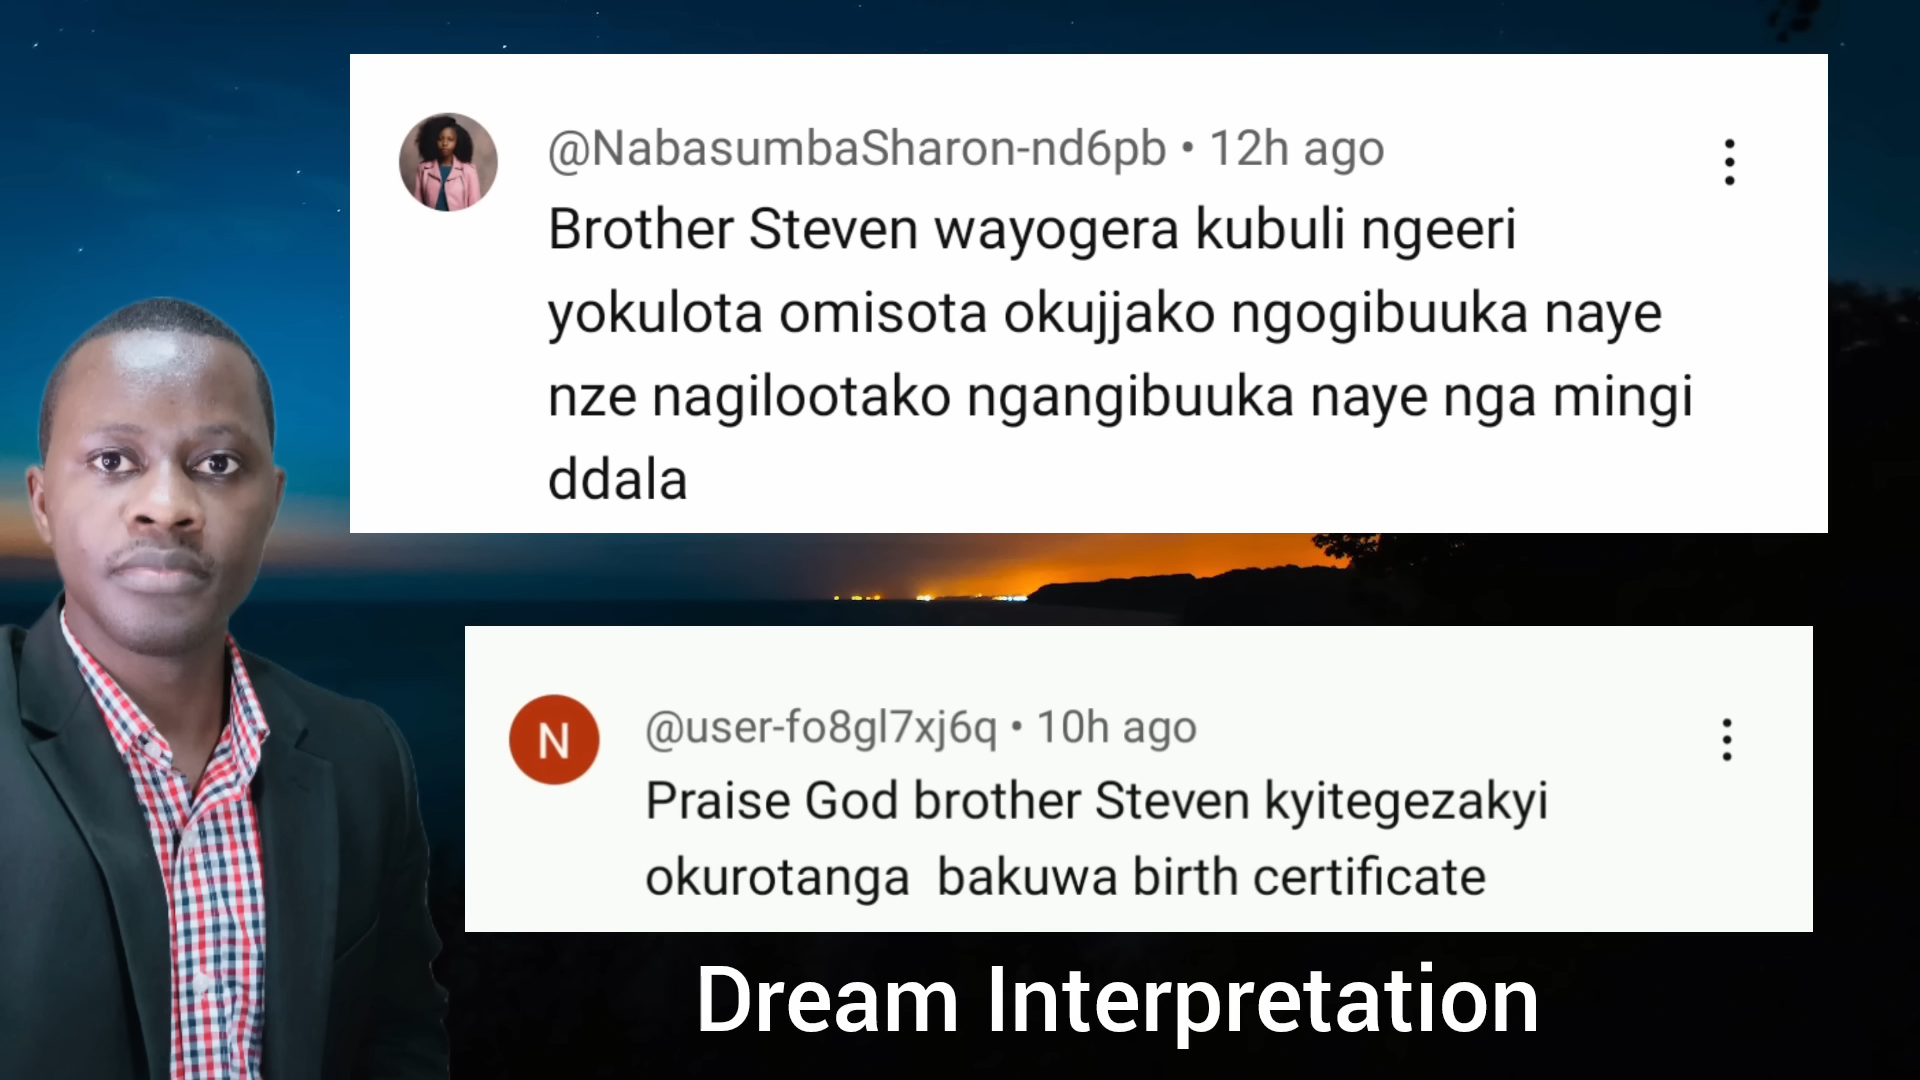 @NabasumbaSharon-nd6pb • 12h ago
Brother Steven wayogera kubuli ngeeri
yokulota omisota okujjako ngogibuuka naye
nze nagilootako ngangibuuka naye nga mingi
ddala
N
@user-fo8gl7xj6q • 10h ago
Praise God brother Steven kyitegezakyi
okurotanga  bakuwa birth certificate
Dream Interpretation